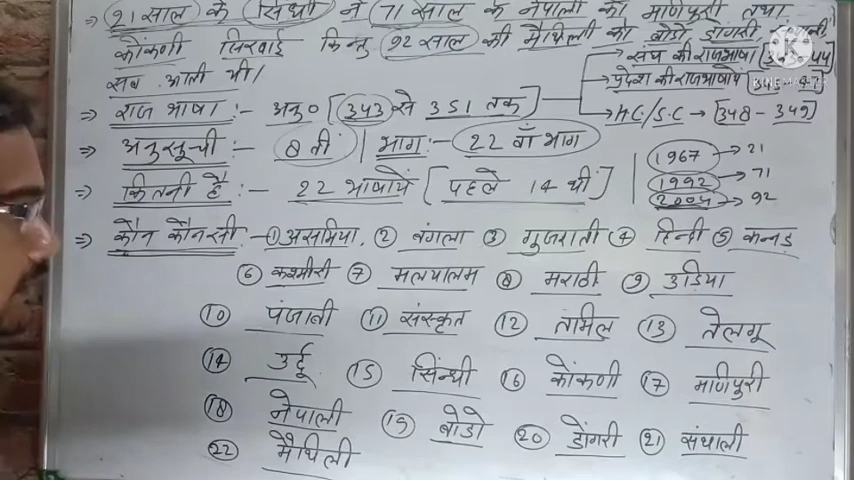 ⇒ 21 साल के सिंधी ने 71 साल के नेपाली को मणिपुरी तथा
कोंकणी सिखाई किन्तु 92 साल की मैथिली को बोडो, डोंगरी, संथाली
सब आती थी।
→ संघ की राजभाषा
→ प्रदेश की राजभाषायें
→ H.C/S.C → [348 - 349]
⇒ राजभाषा :- अनु० [343 से 351 तक]
⇒ अनुसूची :- 8 वीं | भाग :- 22 वाँ भाग
1967 → 21
1992 → 71
2004 → 92
⇒ कितनी है :- 22 भाषायें [पहले 14 थीं]
⇒ कौन कौनसी - ① असमिया, ② बंगला ③ गुजराती ④ हिन्दी ⑤ कन्नड
⑥ कश्मीरी ⑦ मलयालम ⑧ मराठी ⑨ उडिया
⑩ पंजाबी ⑪ संस्कृत ⑫ तमिल ⑬ तेलगू
⑭ उर्दू ⑮ सिंन्धी ⑯ कोंकणी ⑰ मणिपुरी
⑱ नेपाली ⑲ बोडो ⑳ डोंगरी ㉑ संथाली
㉒ मैथिली
KINEMASTER